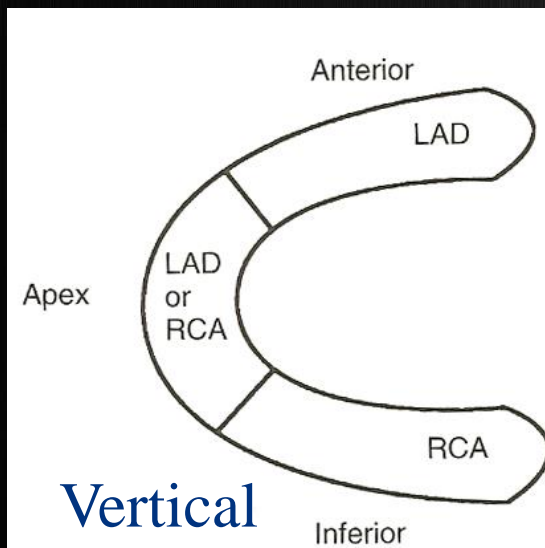 Anterior
LAD
Apex
LAD
or
RCA
RCA
Vertical
Inferior